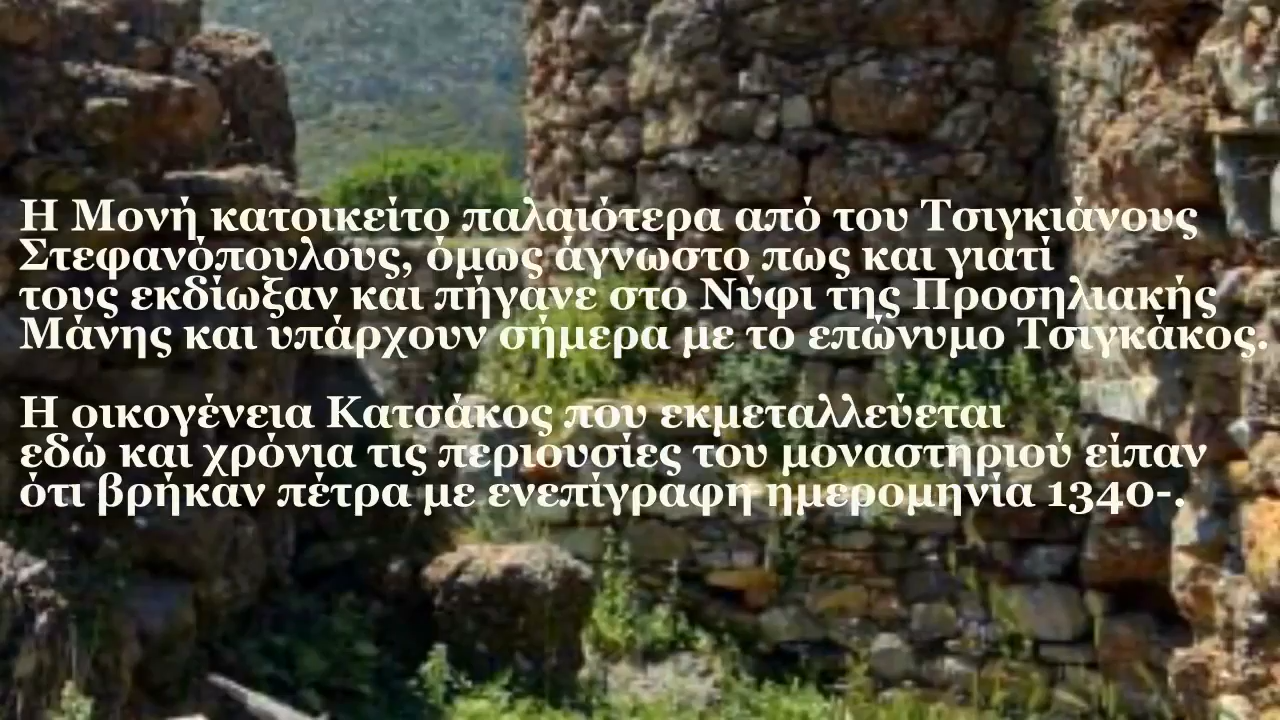 Η Μονή κατοικείτο παλαιότερα από του Τσιγκιάνους
Στεφανόπουλους, όμως άγνωστο πως και γιατί
τους εκδίωξαν και πήγανε στο Νύφι της Προσηλιακής
Μάνης και υπάρχουν σήμερα με το επώνυμο Τσιγκάκος.
Η οικογένεια Κατσάκος που εκμεταλλεύεται
εδώ και χρόνια τις περιουσίες του μοναστηριού είπαν
ότι βρήκαν πέτρα με ενεπίγραφη ημερομηνία 1340-.